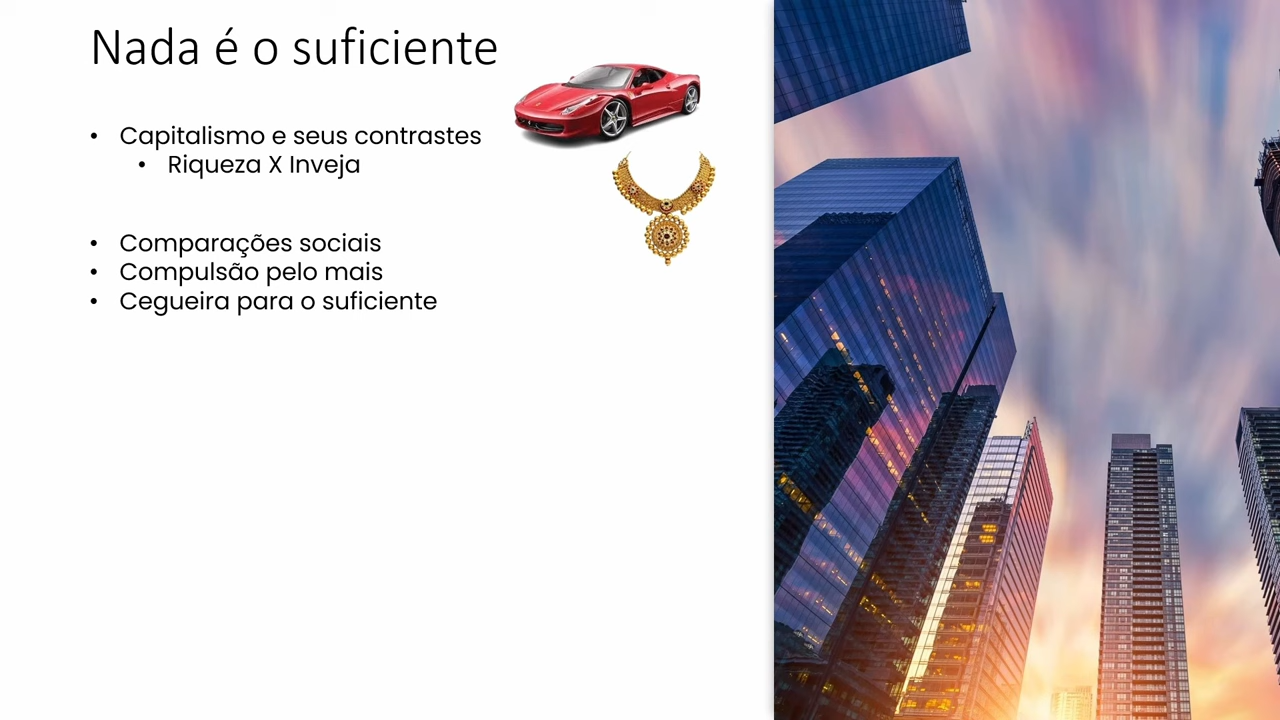 Nada é o suficiente
• Capitalismo e seus contrastes
• Riqueza X Inveja
• Comparações sociais
• Compulsão pelo mais
• Cegueira para o suficiente